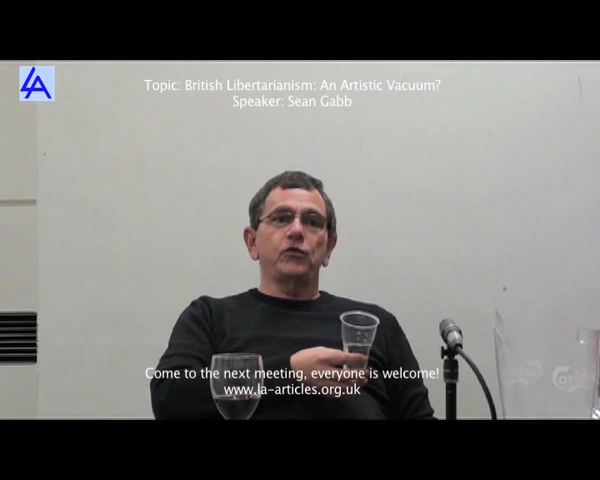 LA
Topic: British Libertarianism: An Artistic Vacuum?
Speaker: Sean Gabb
Come to the next meeting, everyone is welcome!
www.la-articles.org.uk
Carlsberg